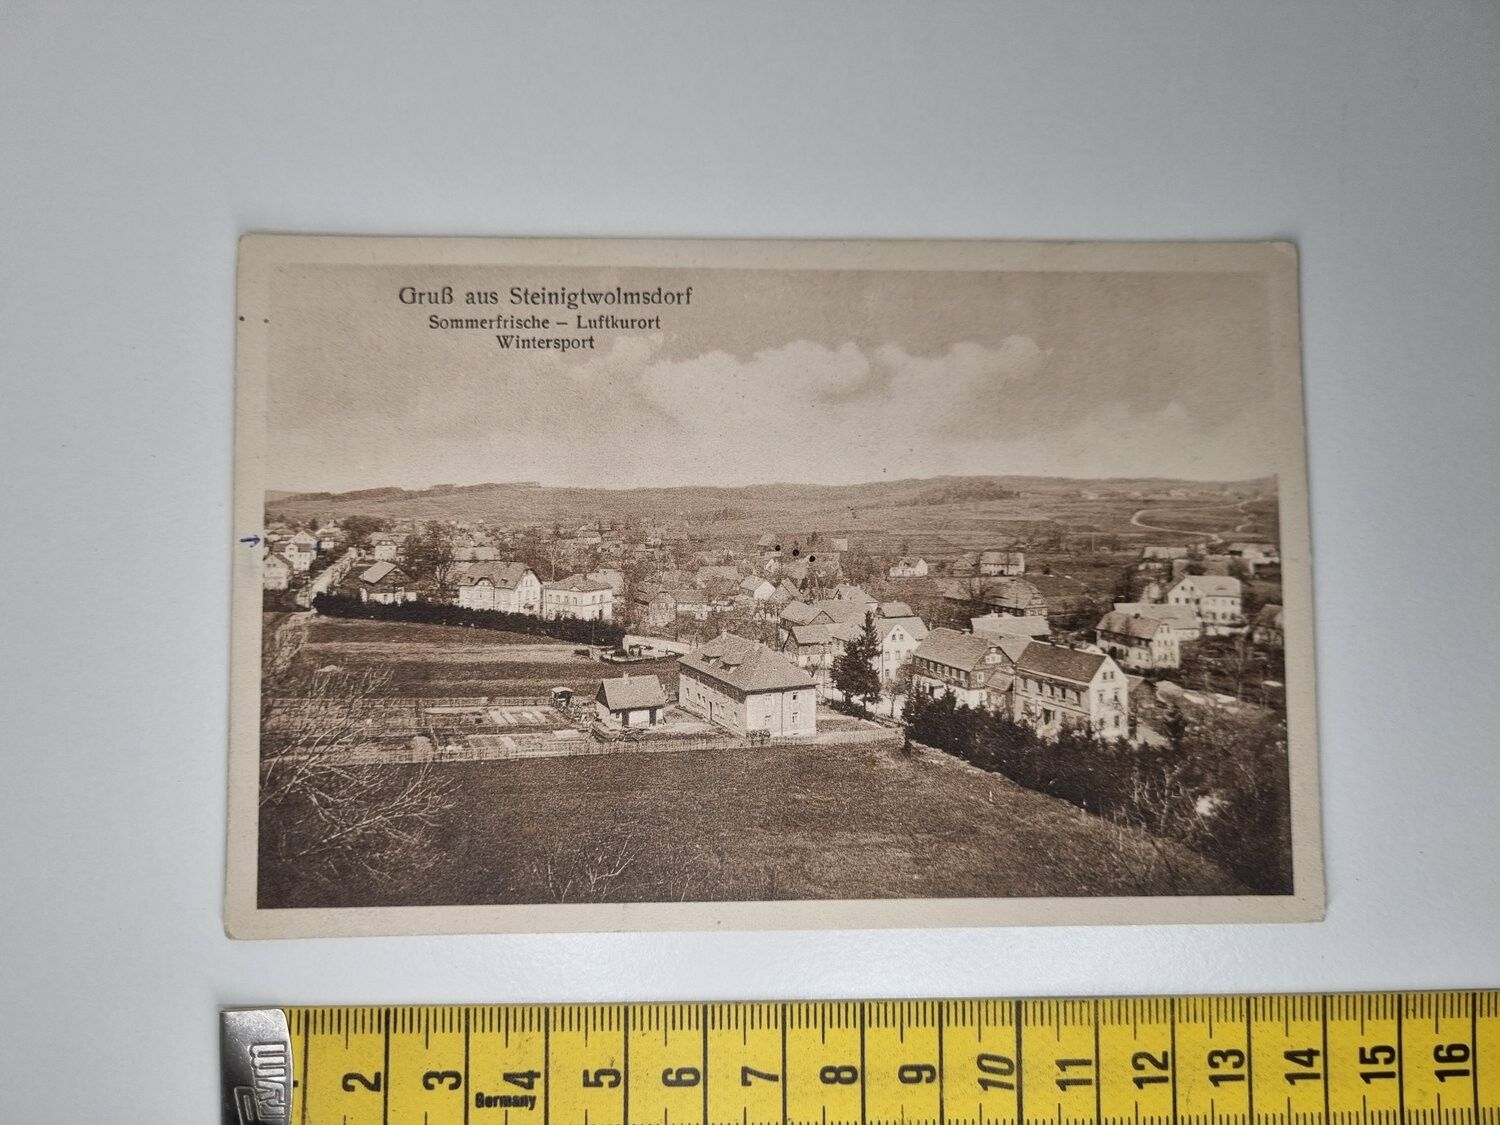 Gruß aus Steinigtwolmsdorf
Sommerfrische – Luftkurort
Wintersport
2 3 4 5 6 7 8 9 10 11 12 13 14 15 16
Germany